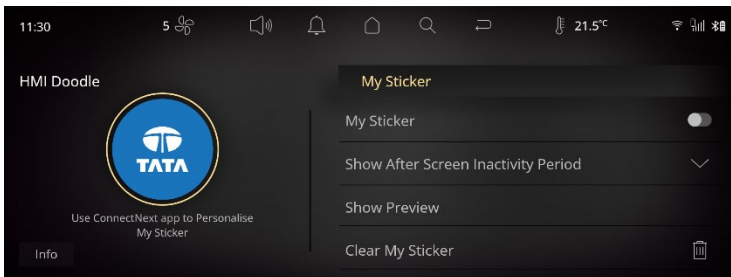 11:30
5
21.5°C
HMI Doodle
TATA
Use ConnectNext app to Personalise
My Sticker
Info
My Sticker
My Sticker
Show After Screen Inactivity Period
Show Preview
Clear My Sticker